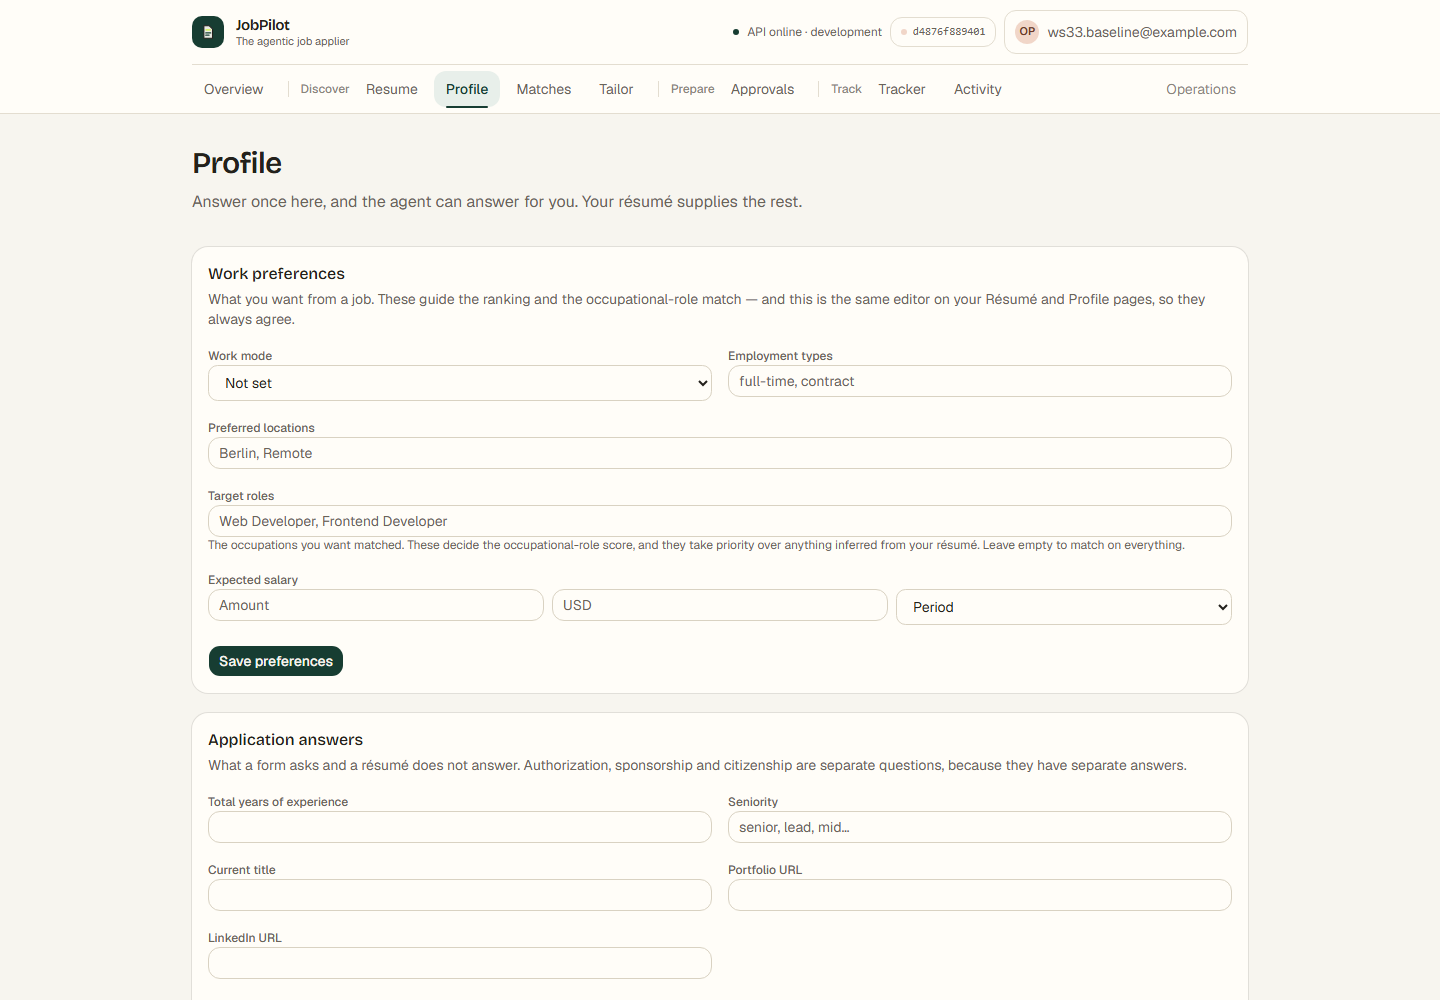 JobPilot
The agentic job applier
API online · development
d4876f889401
OP
ws33.baseline@example.com
Overview
Discover
Resume
Profile
Matches
Tailor
Prepare
Approvals
Track
Tracker
Activity
Operations
Profile
Answer once here, and the agent can answer for you. Your résumé supplies the rest.
Work preferences
What you want from a job. These guide the ranking and the occupational-role match — and this is the same editor on your Résumé and Profile pages, so they
always agree.
Work mode
Employment types
Not set
full-time, contract
Preferred locations
Berlin, Remote
Target roles
Web Developer, Frontend Developer
The occupations you want matched. These decide the occupational-role score, and they take priority over anything inferred from your résumé. Leave empty to match on everything.
Expected salary
Amount
USD
Period
Save preferences
Application answers
What a form asks and a résumé does not answer. Authorization, sponsorship and citizenship are separate questions, because they have separate answers.
Total years of experience
Seniority
senior, lead, mid…
Current title
Portfolio URL
LinkedIn URL